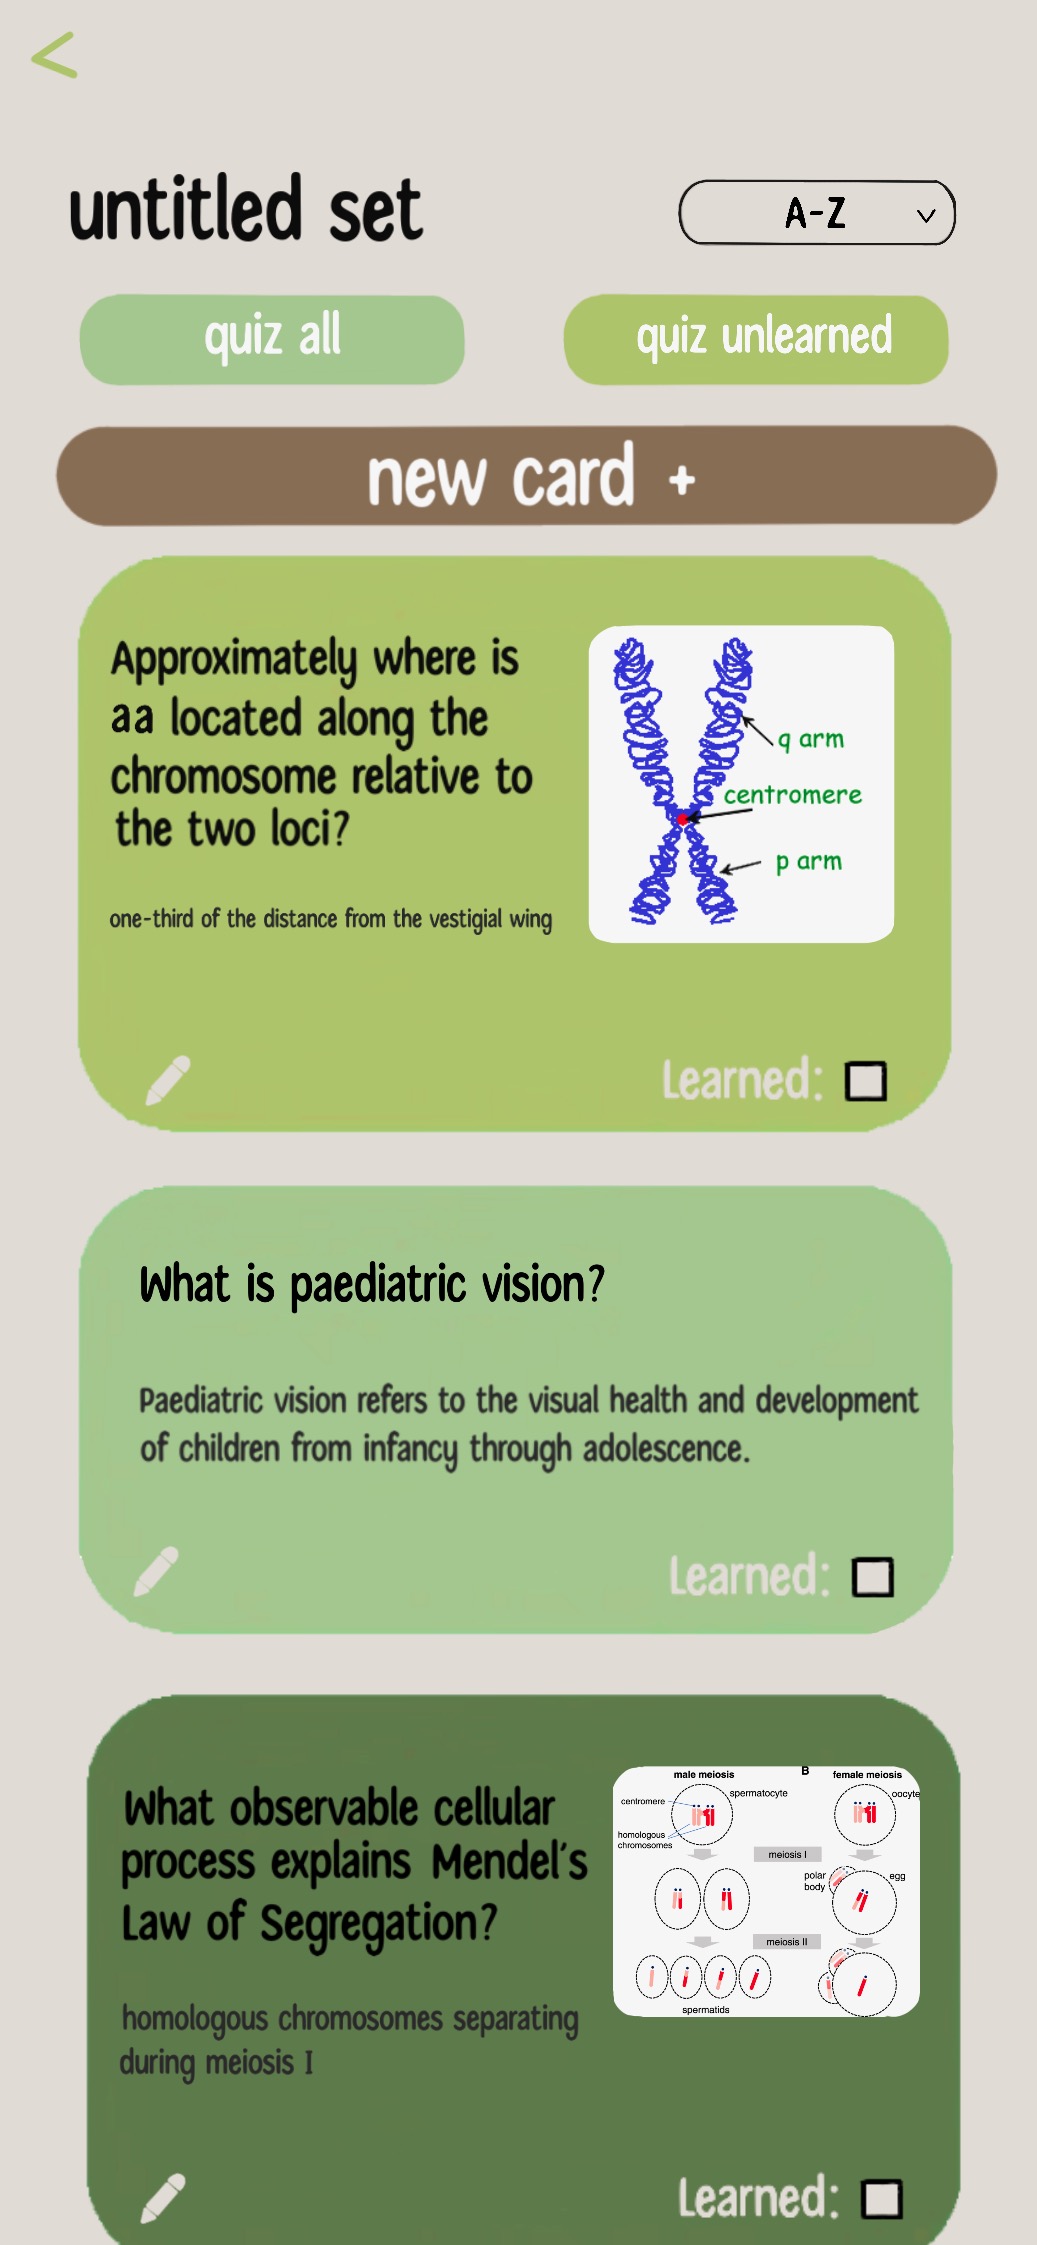 <
untitled set
A-Z
quiz all
quiz unlearned
new card +
Approximately where is
aa located along the
chromosome relative to
the two loci?
one-third of the distance from the vestigial wing
q arm
centromere
p arm
Learned:
What is paediatric vision?
Paediatric vision refers to the visual health and development
of children from infancy through adolescence.
Learned:
What observable cellular
process explains Mendel's
Law of Segregation?
homologous chromosomes separating
during meiosis I
male meiosis
B
female meiosis
spermatocyte
oocyte
centromere
homologous
chromosomes
meiosis I
polar
body
egg
meiosis II
spermatids
Learned: